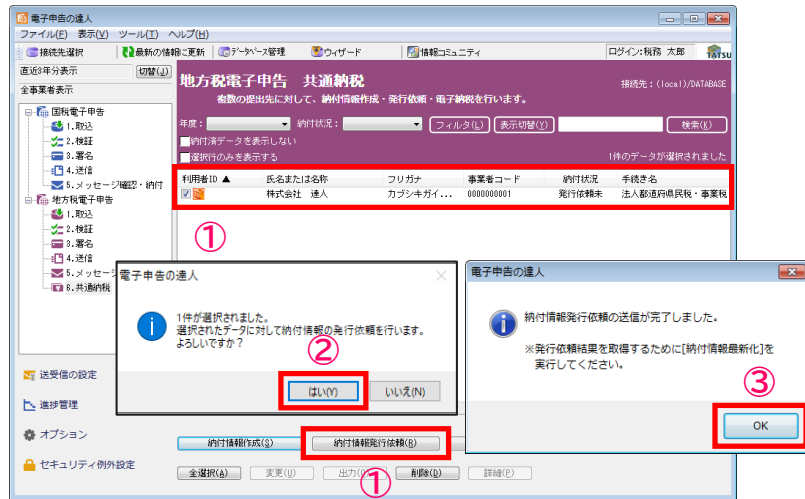 電子申告の達人
ファイル(F) 表示(V) ツール(T) ヘルプ(H)
接続先選択 最新の情報に更新 データベース管理 ウィザード 情報コミュニティ ログイン:税務 太郎 TATSU
直近3年分表示 切替(J)
全事業者表示
国税電子申告
1.取込
2.検証
3.署名
4.送信
5.メッセージ確認・納付
地方税電子申告
1.取込
2.検証
3.署名
4.送信
5.メッセージ
6.共通納税
送受信の設定
進捗管理
オプション
セキュリティ例外設定
地方税電子申告 共通納税
接続先:(local)/DATABASE
複数の提出先に対して、納付情報作成・発行依頼・電子納税を行います。
年度: 納付状況: フィルタ(L) 表示切替(Y) 検索(K)
納付済データを表示しない
選択行のみを表示する 1件のデータが選択されました
利用者ID ▲ 氏名または名称 フリガナ 事業者コード 納付状況 手続き名
株式会社 達人 カブシキガイ... 0000000001 発行依頼未 法人都道府県民税・事業税
①
電子申告の達人
1件が選択されました。
選択されたデータに対して納付情報の発行依頼を行います。
よろしいですか?
②
はい(Y) いいえ(N)
電子申告の達人
納付情報発行依頼の送信が完了しました。
※発行依頼結果を取得するために[納付情報最新化]を
実行してください。
③
OK
納付情報作成(S) 納付情報発行依頼(R)
①
全選択(A) 変更(U) 出力 削除(D) 詳細(P)